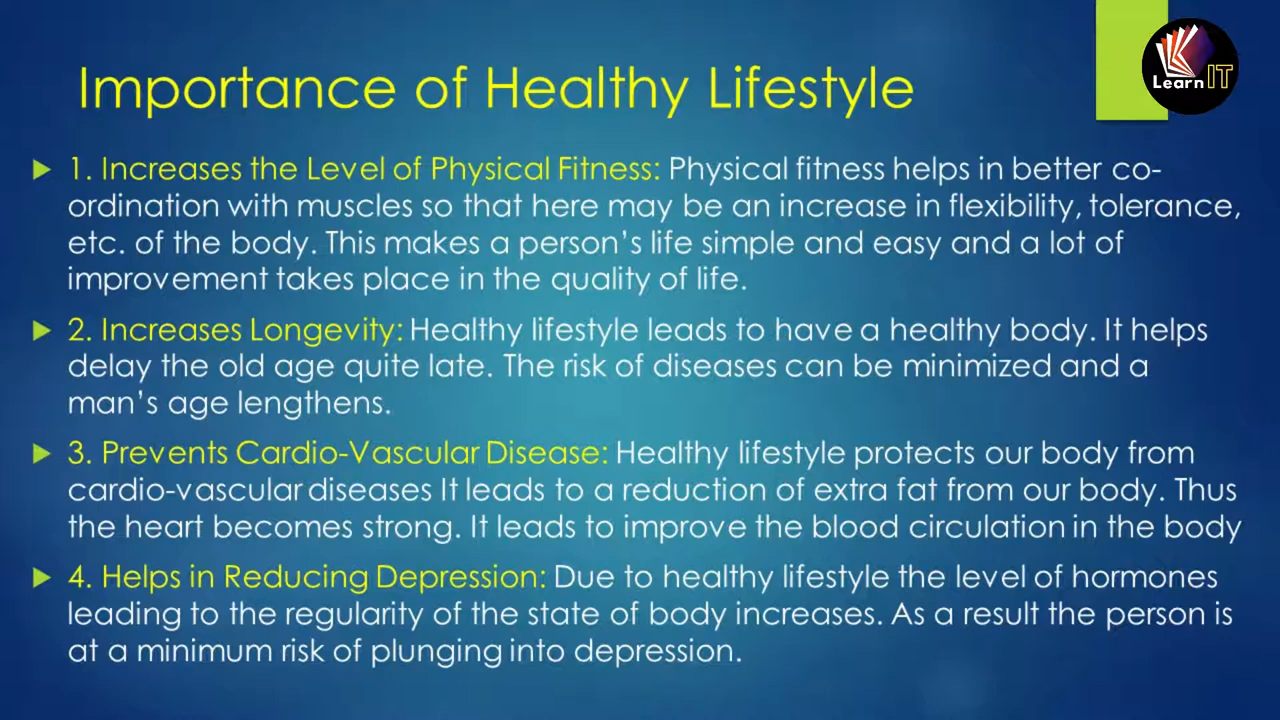 Importance of Healthy Lifestyle
Learn IT
1. Increases the Level of Physical Fitness: Physical fitness helps in better co-
ordination with muscles so that here may be an increase in flexibility, tolerance,
etc. of the body. This makes a person's life simple and easy and a lot of
improvement takes place in the quality of life.
2. Increases Longevity: Healthy lifestyle leads to have a healthy body. It helps
delay the old age quite late. The risk of diseases can be minimized and a
man's age lengthens.
3. Prevents Cardio-Vascular Disease: Healthy lifestyle protects our body from
cardio-vascular diseases It leads to a reduction of extra fat from our body. Thus
the heart becomes strong. It leads to improve the blood circulation in the body
4. Helps in Reducing Depression: Due to healthy lifestyle the level of hormones
leading to the regularity of the state of body increases. As a result the person is
at a minimum risk of plunging into depression.